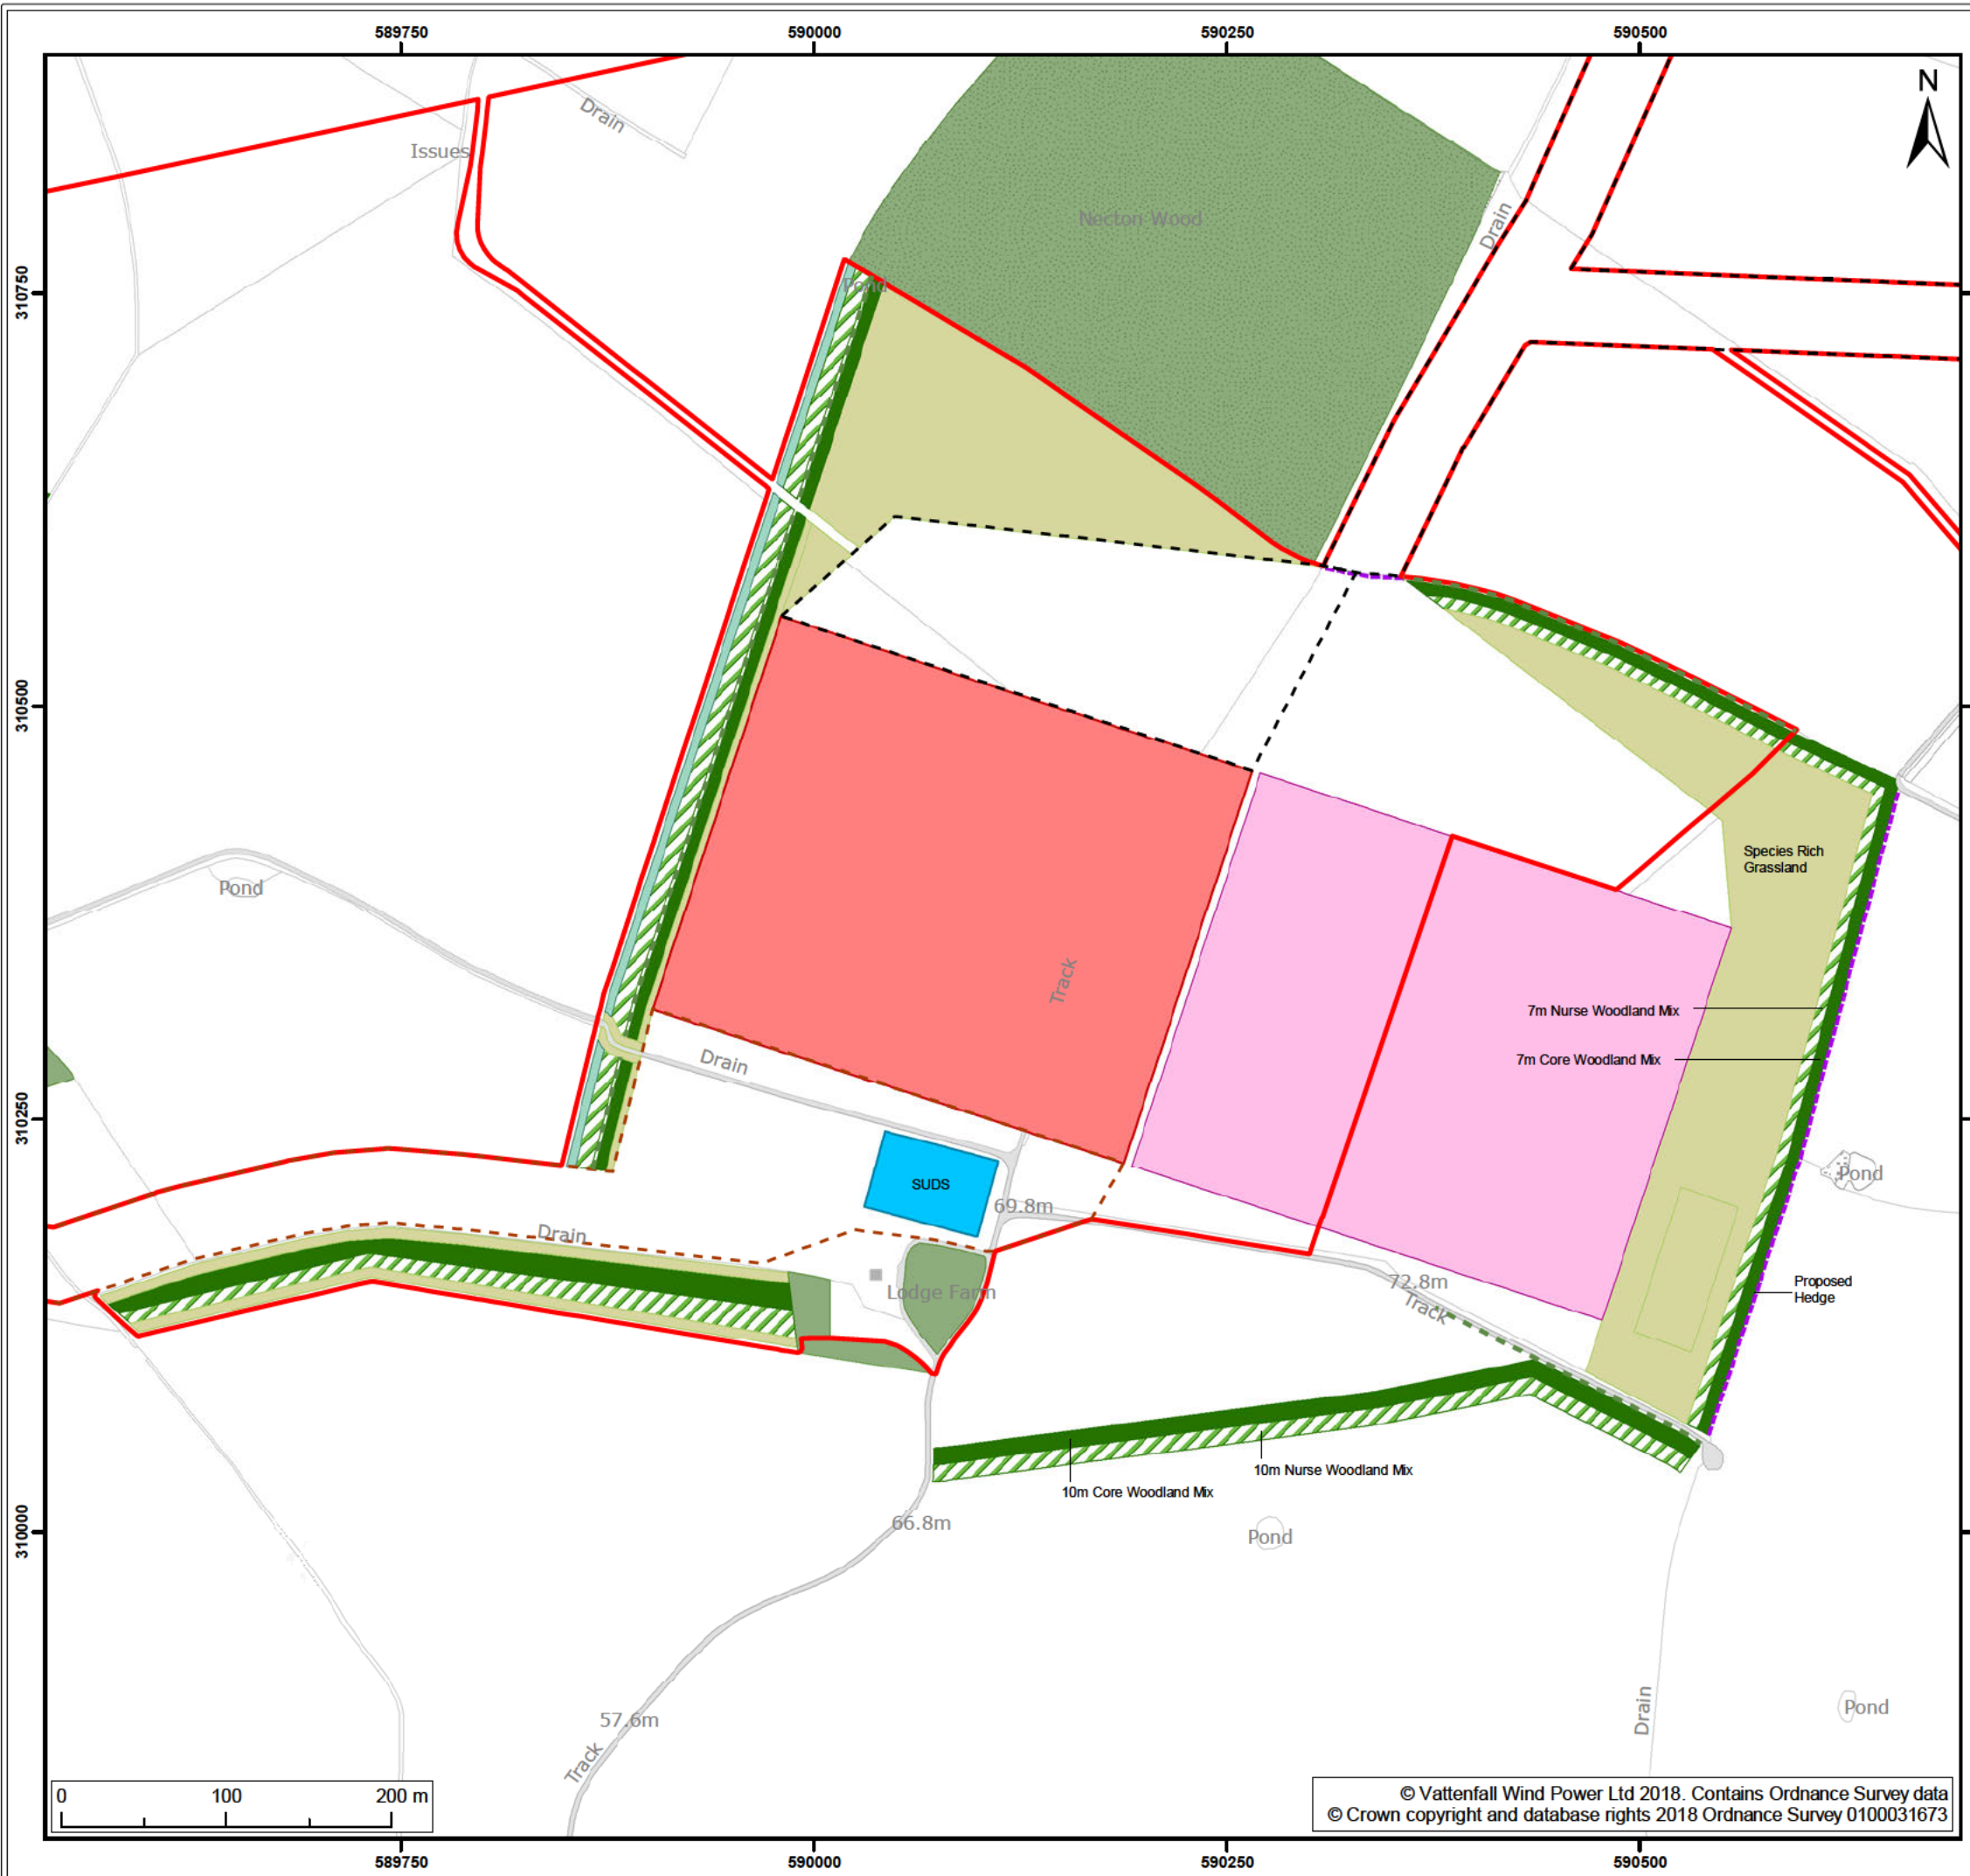 589750
590000
590250
590500
N
Drain
Issues
Necton Wood
Drain
Pond
310750
310500
Species Rich
Grassland
Pond
Track
7m Nurse Woodland Mix
7m Core Woodland Mix
Drain
310250
SUDS
Pond
69.8m
Drain
Lodge Farm
72.8m
Track
Proposed
Hedge
10m Nurse Woodland Mix
10m Core Woodland Mix
66.8m
Pond
310000
Drain
Pond
57.6m
Track
0 100 200 m
© Vattenfall Wind Power Ltd 2018. Contains Ordnance Survey data
© Crown copyright and database rights 2018 Ordnance Survey 0100031673
589750
590000
590250
590500